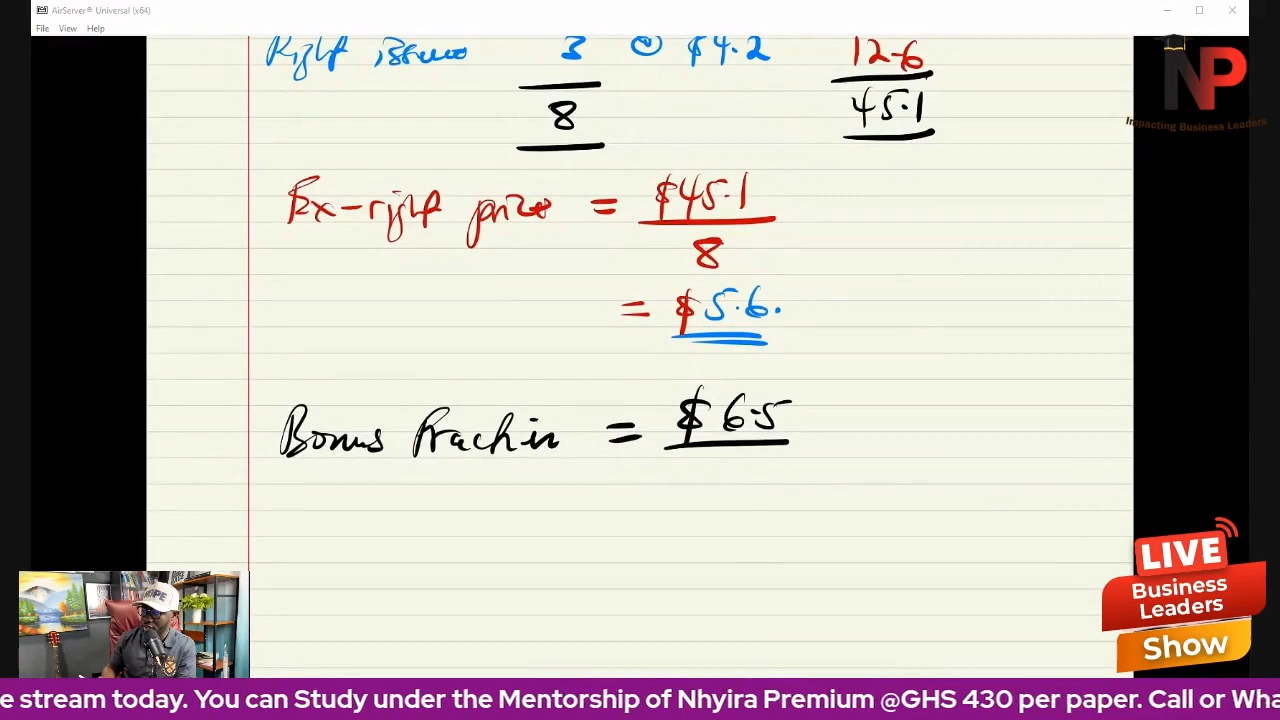 AirServer® Universal (x64)
File View Help
Right issue 3 @ $4.2 12.6
8 45.1
NP
Impacting Business Leaders
Ex-right price = $45.1
8
= $5.6.
Bonus Fraction = $6.5
HOPE
LIVE
Business
Leaders
Show
e stream today. You can Study under the Mentorship of Nhyira Premium @GHS 430 per paper. Call or Wha